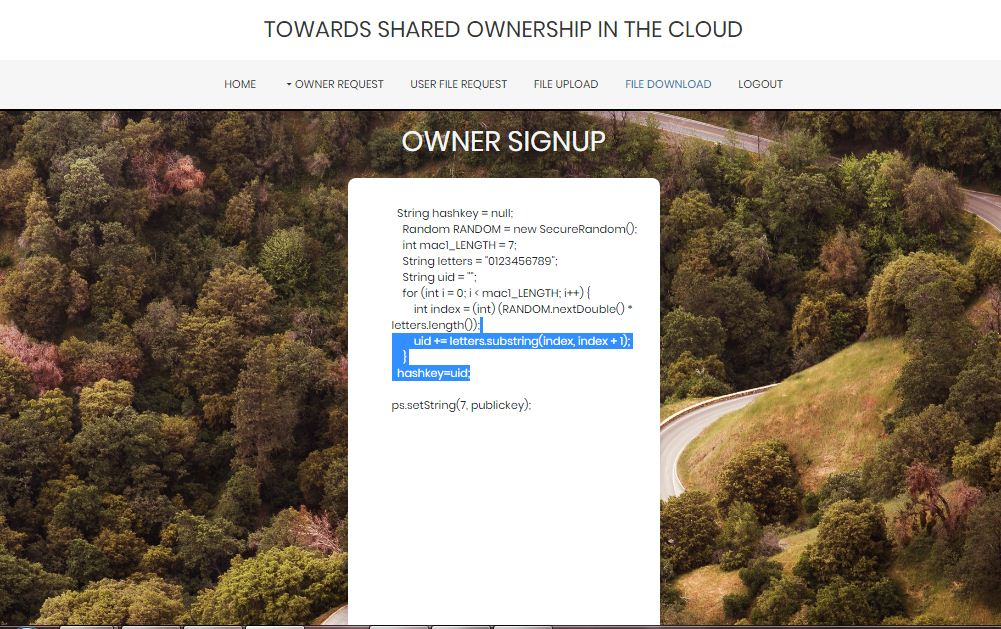 TOWARDS SHARED OWNERSHIP IN THE CLOUD
HOME OWNER REQUEST USER FILE REQUEST FILE UPLOAD FILE DOWNLOAD LOGOUT
OWNER SIGNUP
String hashkey = null;
Random RANDOM = new SecureRandom();
int mac1_LENGTH = 7;
String letters = "0123456789";
String uid = "";
for (int i = 0; i < mac1_LENGTH; i++) {
int index = (int) (RANDOM.nextDouble() *
letters.length());
uid += letters.substring(index, index + 1);
}
hashkey=uid;
ps.setString(7, publickey);